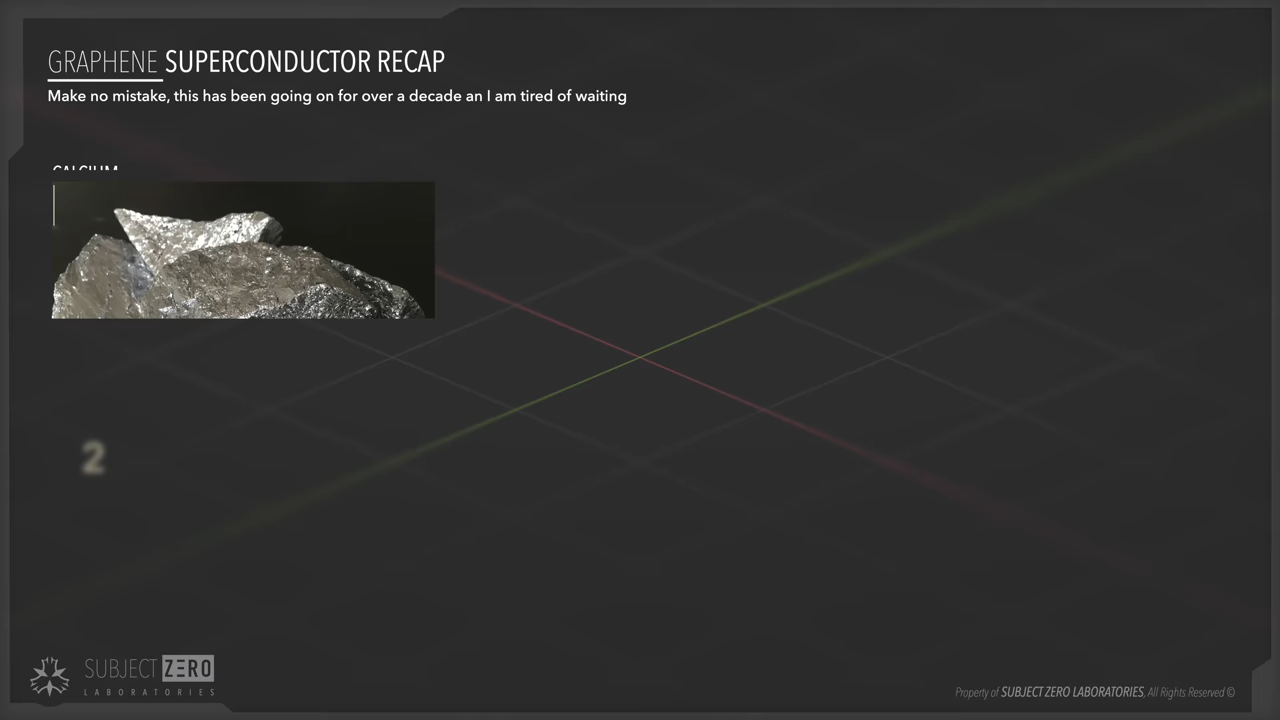 GRAPHENE SUPERCONDUCTOR RECAP
Make no mistake, this has been going on for over a decade an I am tired of waiting
CALCIUM
2
SUBJECT ZERO
LABORATORIES
Property of SUBJECT ZERO LABORATORIES, All Rights Reserved ©